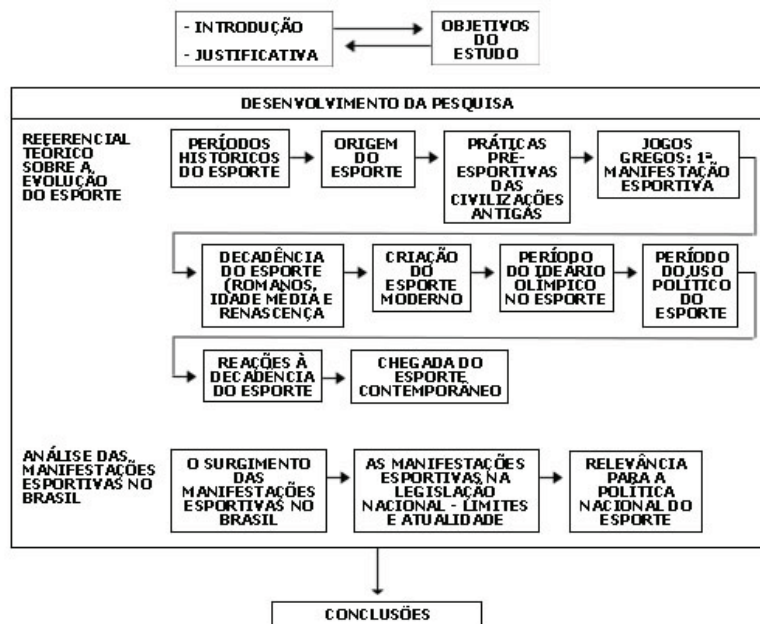 - INTRODUÇÃO
- JUSTIFICATIVA
OBJETIVOS
DO
ESTUDO
DESENVOLVIMENTO DA PESQUISA
REFERENCIAL
TEÓRICO
SOBRE A
EVOLUÇÃO
DO ESPORTE
PERÍODOS
HISTÓRICOS
DO ESPORTE
ORIGEM
DO
ESPORTE
PRÁTICAS
PRÉ-
ESPORTIVAS
DAS
CIVILIZAÇÕES
ANTIGAS
JOGOS
GREGOS: 1ª
MANIFESTAÇÃO
ESPORTIVA
DECADÊNCIA
DO ESPORTE
(ROMANOS,
IDADE MÉDIA E
RENASCENÇA
CRIAÇÃO
DO
ESPORTE
MODERNO
PERÍODO
DO IDEÁRIO
OLÍMPICO
NO ESPORTE
PERÍODO
DO USO
POLÍTICO
DO
ESPORTE
REAÇÕES À
DECADÊNCIA
DO ESPORTE
CHEGADA DO
ESPORTE
CONTEMPORÂNEO
ANÁLISE DAS
MANIFESTAÇÕES
ESPORTIVAS NO
BRASIL
O SURGIMENTO
DAS
MANIFESTAÇÕES
ESPORTIVAS NO
BRASIL
AS MANIFESTAÇÕES
ESPORTIVAS NA
LEGISLAÇÃO
NACIONAL - LÍMITES
E ATUALIDADE
RELEVÂNCIA
PARA A
POLÍTICA
NACIONAL DO
ESPORTE
CONCLUSÕES